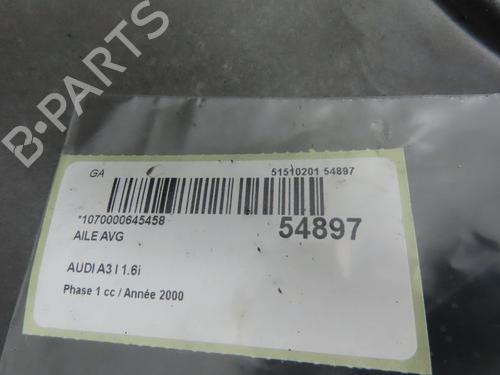 B-PARTS
GA
51510201 54897
*1070000645458
54897
AILE AVG
AUDI A3 I 1.6i
Phase 1 cc / Année 2000